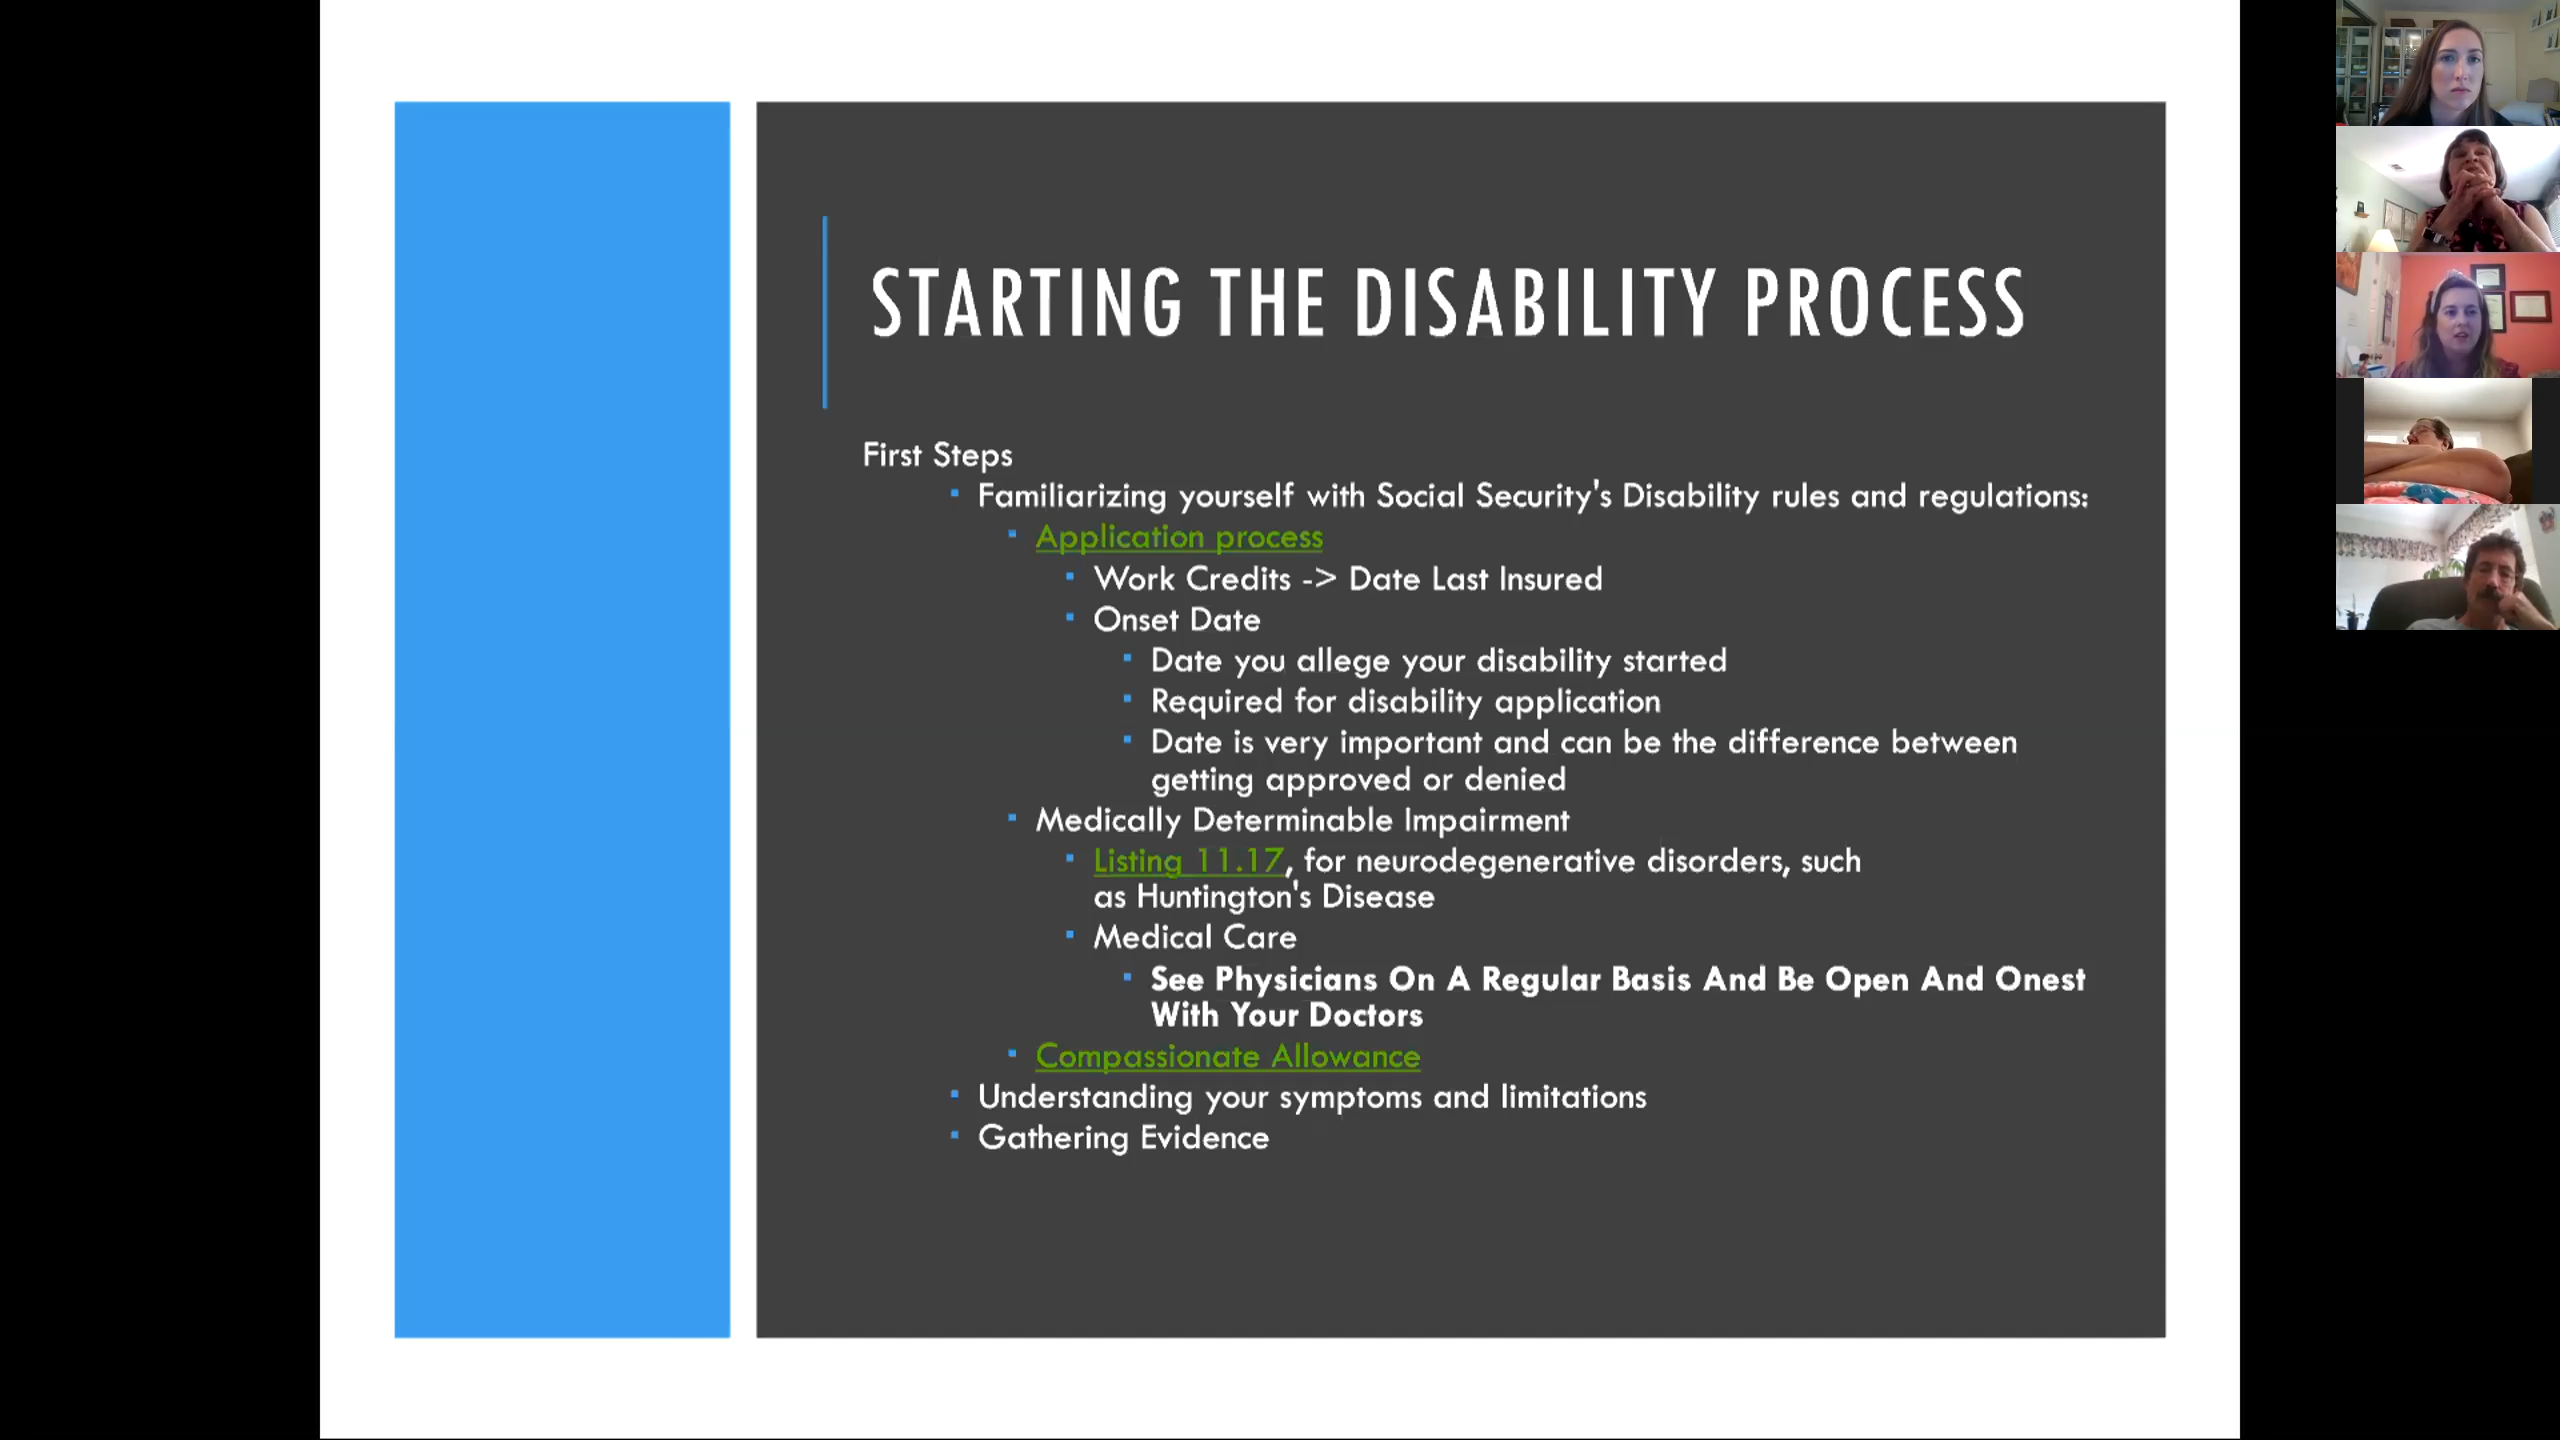 STARTING THE DISABILITY PROCESS
First Steps
Familiarizing yourself with Social Security's Disability rules and regulations:
Application process
Work Credits -> Date Last Insured
Onset Date
Date you allege your disability started
Required for disability application
Date is very important and can be the difference between
getting approved or denied
Medically Determinable Impairment
Listing 11.17, for neurodegenerative disorders, such
as Huntington's Disease
Medical Care
See Physicians On A Regular Basis And Be Open And Onest
With Your Doctors
Compassionate Allowance
Understanding your symptoms and limitations
Gathering Evidence